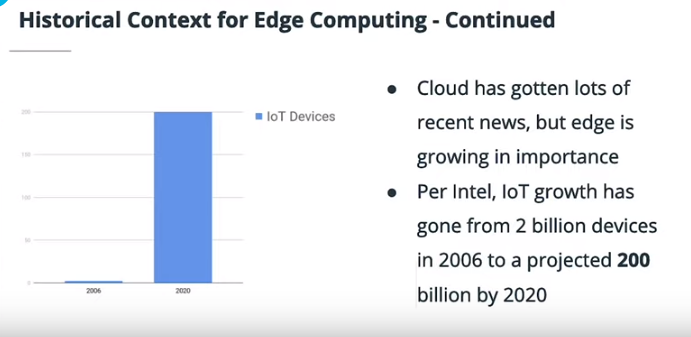 Historical Context for Edge Computing - Continued
200
150
100
50
0
2006
2020
IoT Devices
● Cloud has gotten lots of
recent news, but edge is
growing in importance
● Per Intel, IoT growth has
gone from 2 billion devices
in 2006 to a projected 200
billion by 2020